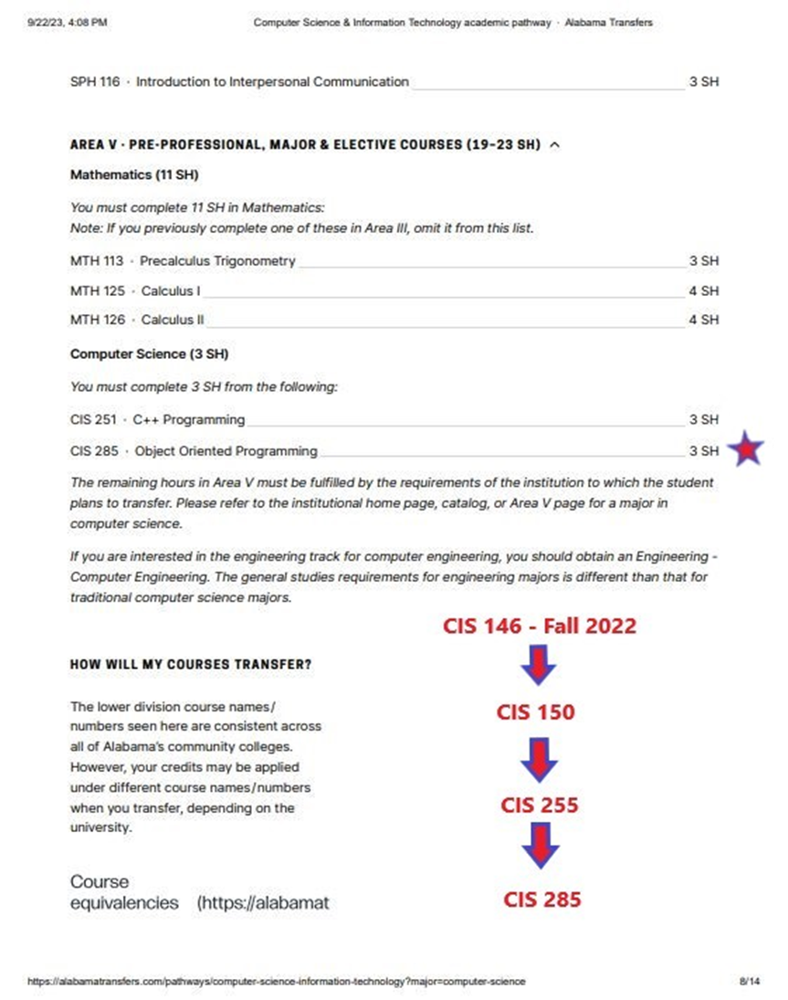 9/22/23, 4:08 PM Computer Science & Information Technology academic pathway · Alabama Transfers
SPH 116 · Introduction to Interpersonal Communication 3 SH
AREA V · PRE-PROFESSIONAL, MAJOR & ELECTIVE COURSES (19–23 SH)
Mathematics (11 SH)
You must complete 11 SH in Mathematics:
Note: If you previously complete one of these in Area III, omit it from this list.
MTH 113 · Precalculus Trigonometry 3 SH
MTH 125 · Calculus I 4 SH
MTH 126 · Calculus II 4 SH
Computer Science (3 SH)
You must complete 3 SH from the following:
CIS 251 · C++ Programming 3 SH
CIS 285 · Object Oriented Programming 3 SH
The remaining hours in Area V must be fulfilled by the requirements of the institution to which the student
plans to transfer. Please refer to the institutional home page, catalog, or Area V page for a major in
computer science.
If you are interested in the engineering track for computer engineering, you should obtain an Engineering -
Computer Engineering. The general studies requirements for engineering majors is different than that for
traditional computer science majors.
HOW WILL MY COURSES TRANSFER?
The lower division course names/
numbers seen here are consistent across
all of Alabama's community colleges.
However, your credits may be applied
under different course names/numbers
when you transfer, depending on the
university.
Course
equivalencies (https://alabamat
CIS 146 - Fall 2022
CIS 150
CIS 255
CIS 285
https://alabamatransfers.com/pathways/computer-science-information-technology?major=computer-science 8/14